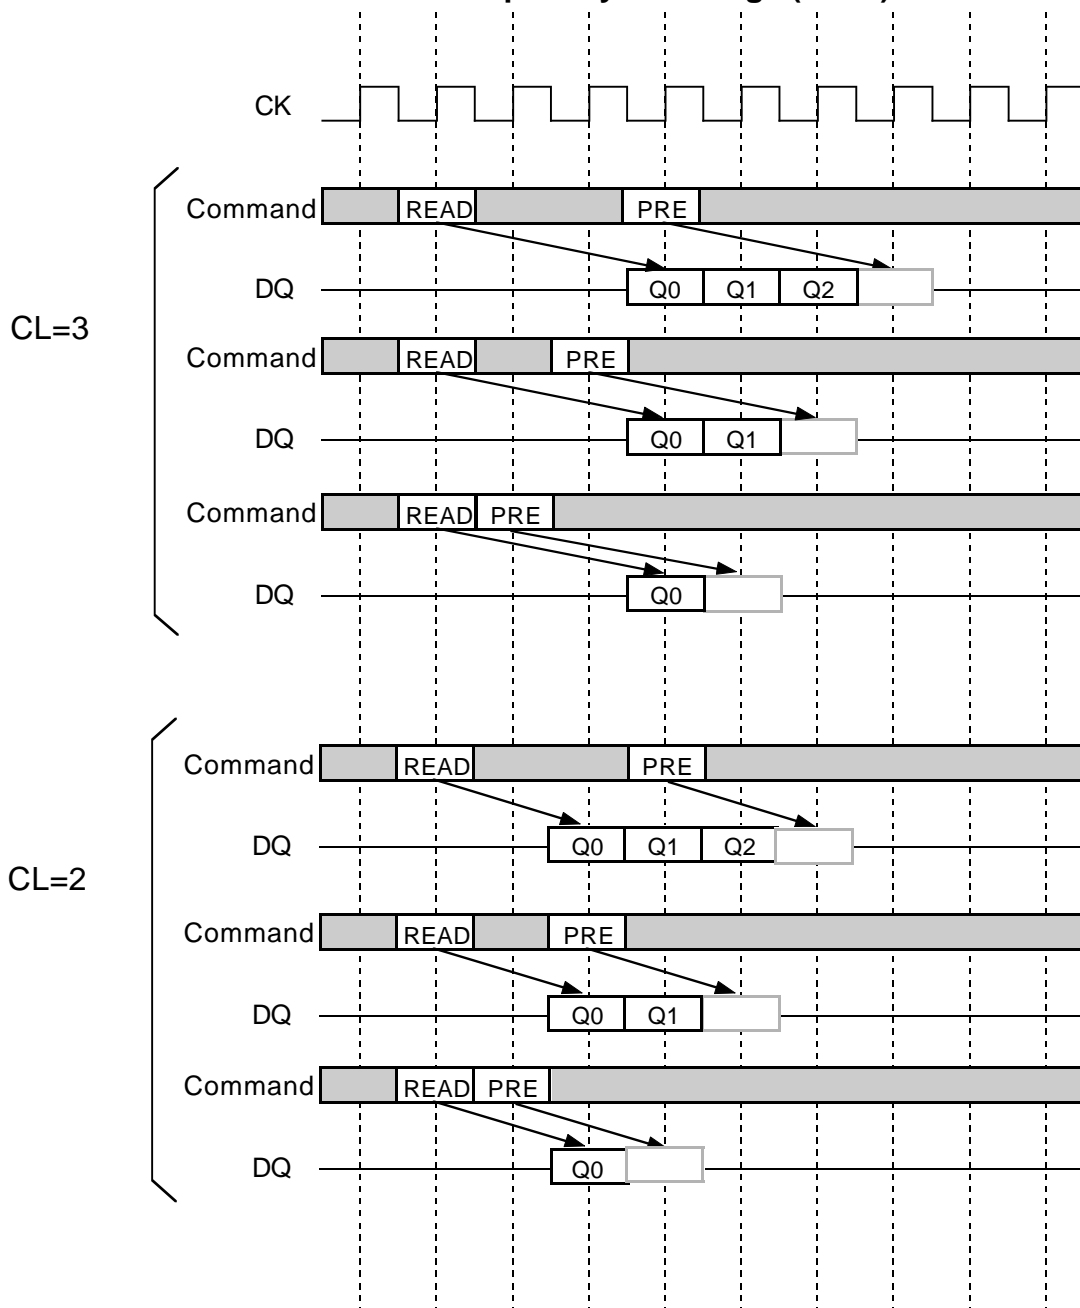 CK
Command READ PRE
DQ Q0 Q1 Q2
CL=3
Command READ PRE
DQ Q0 Q1
Command READ PRE
DQ Q0
Command READ PRE
DQ Q0 Q1 Q2
CL=2
Command READ PRE
DQ Q0 Q1
Command READ PRE
DQ Q0